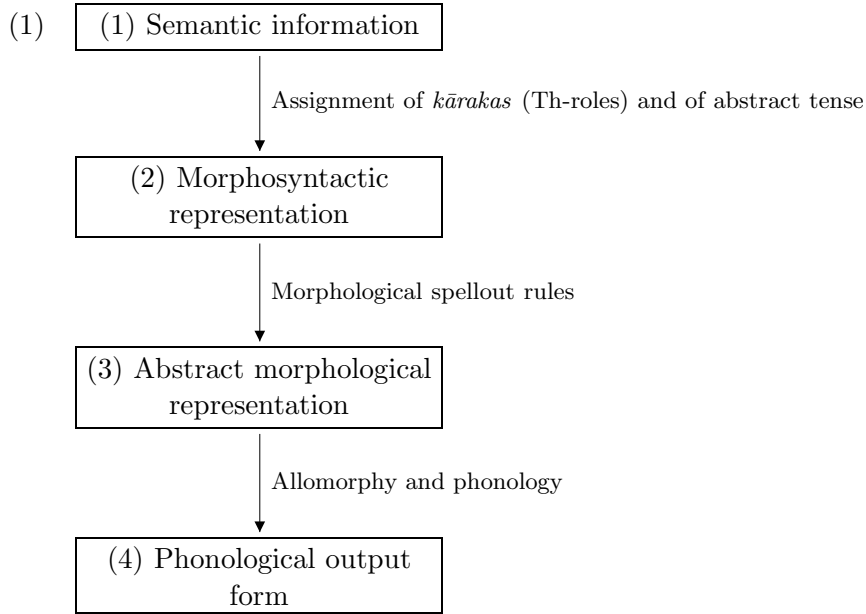 (1) (1) Semantic information
Assignment of kārakas (Th-roles) and of abstract tense
(2) Morphosyntactic
representation
Morphological spellout rules
(3) Abstract morphological
representation
Allomorphy and phonology
(4) Phonological output
form